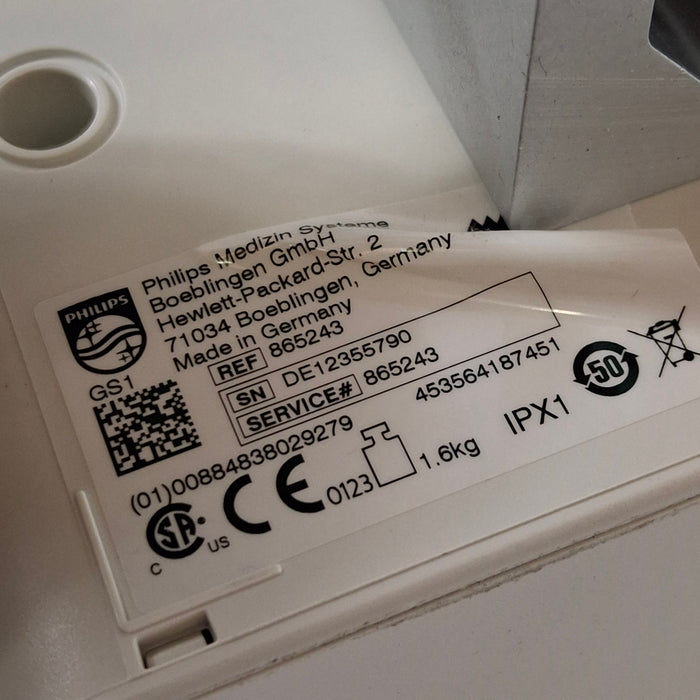 Philips Medizin Systeme
Boeblingen GmbH
Hewlett-Packard-Str. 2
71034 Boeblingen, Germany
Made in Germany
PHILIPS
REF 865243
GS1
SN DE12355790
SERVICE# 865243
453564187451
(01)00884838029279
50
IPX1
CE 0123
1.6kg
C SA US